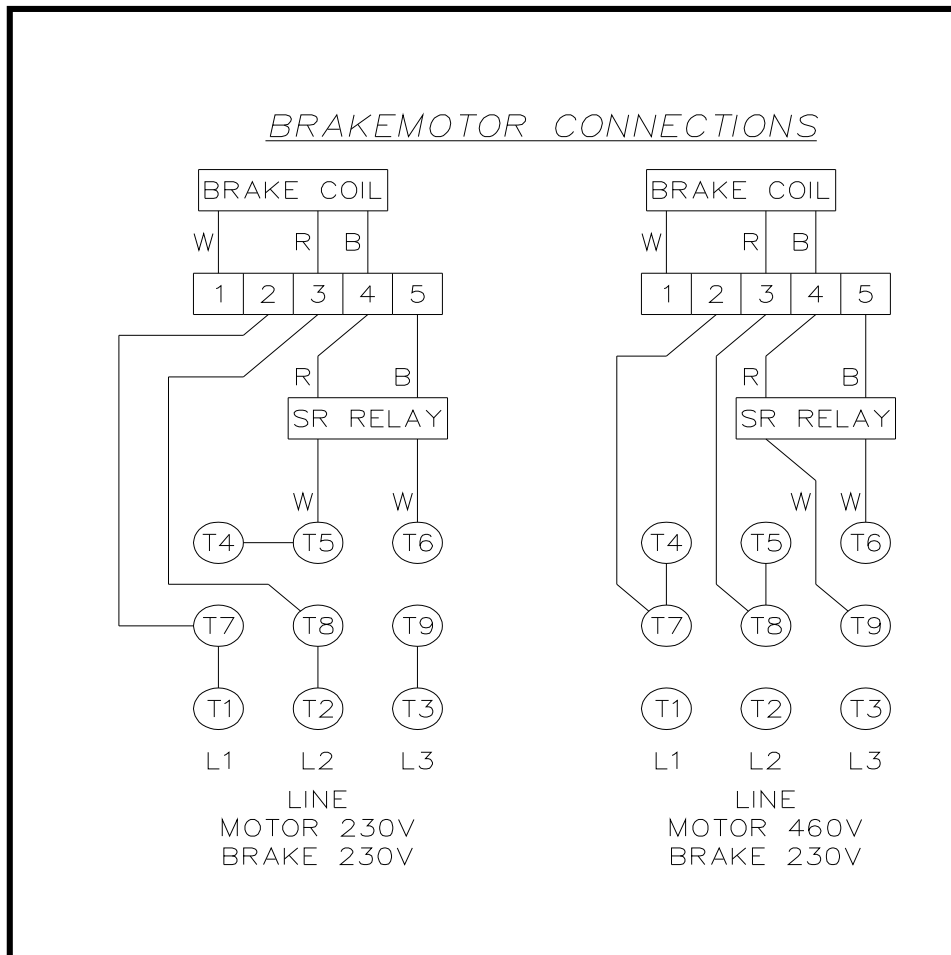 BRAKEMOTOR CONNECTIONS
BRAKE COIL
W R B
1 2 3 4 5
R B
SR RELAY
W W
T4 T5 T6
T7 T8 T9
T1 T2 T3
L1 L2 L3
LINE
MOTOR 230V
BRAKE 230V
BRAKE COIL
W R B
1 2 3 4 5
R B
SR RELAY
W W
T4 T5 T6
T7 T8 T9
T1 T2 T3
L1 L2 L3
LINE
MOTOR 460V
BRAKE 230V